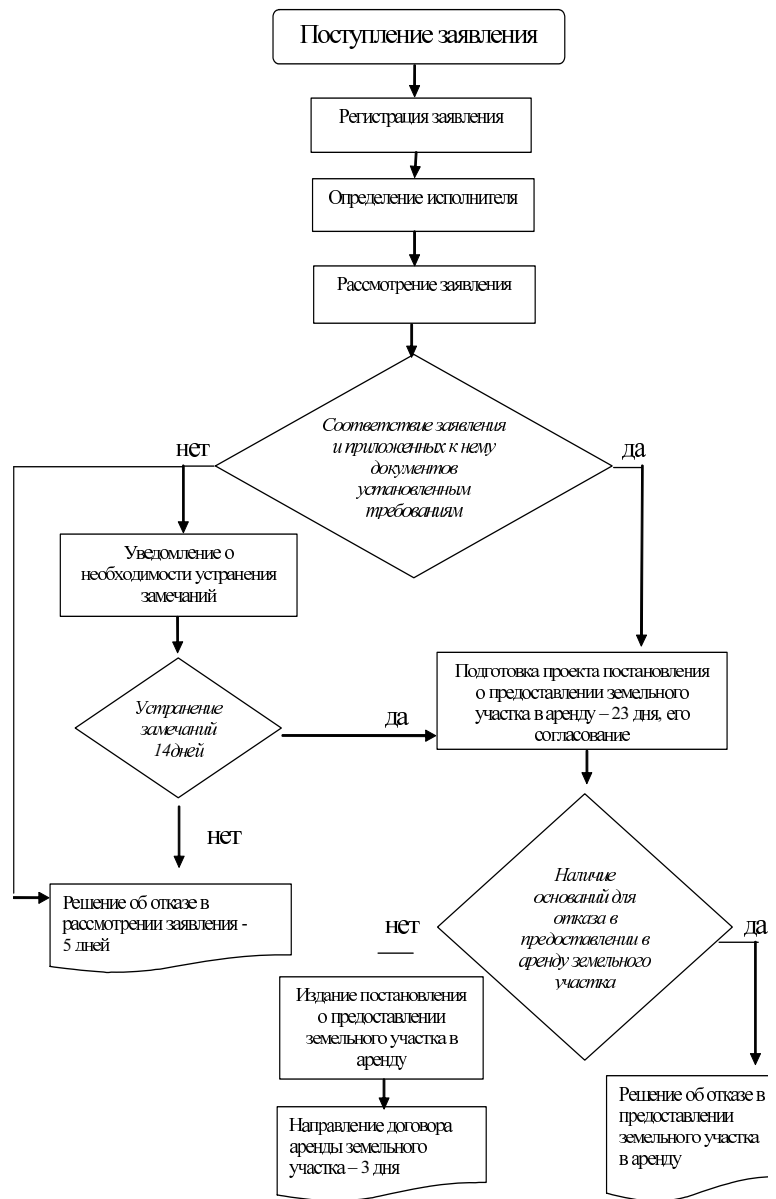 Поступление заявления
Регистрация заявления
Определение исполнителя
Рассмотрение заявления
Соответствие заявления
и приложенных к нему
документов
установленным
требованиям
нет
да
Уведомление о
необходимости устранения
замечаний
Устранение
замечаний
14дней
да
Подготовка проекта постановления
о предоставлении земельного
участка в аренду – 23 дня, его
согласование
нет
Решение об отказе в
рассмотрении заявления -
5 дней
Наличие
оснований для
отказа в
предоставлении в
аренду земельного
участка
нет
да
Издание постановления
о предоставлении
земельного участка в
аренду
Направление договора
аренды земельного
участка – 3 дня
Решение об отказе в
предоставлении
земельного участка
в аренду